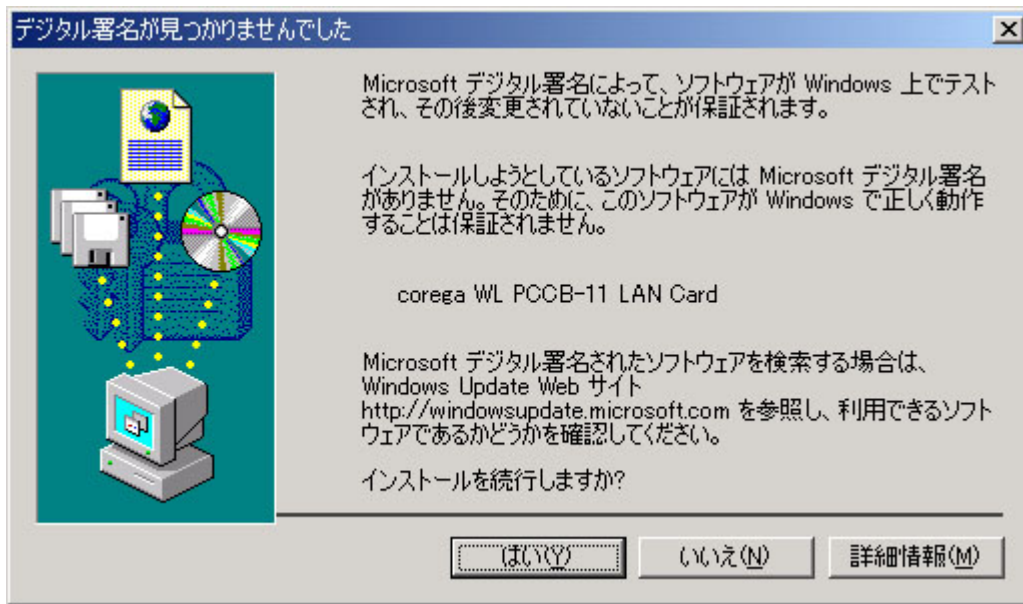 デジタル署名が見つかりませんでした
Microsoft デジタル署名によって、ソフトウェアが Windows 上でテスト
され、その後変更されていないことが保証されます。
インストールしようとしているソフトウェアには Microsoft デジタル署名
がありません。そのために、このソフトウェアが Windows で正しく動作
することは保証されません。
corega WL PCCB-11 LAN Card
Microsoft デジタル署名されたソフトウェアを検索する場合は、
Windows Update Web サイト
http://windowsupdate.microsoft.com を参照し、利用できるソフト
ウェアであるかどうかを確認してください。
インストールを続行しますか?
はい(Y) いいえ(N) 詳細情報(M)